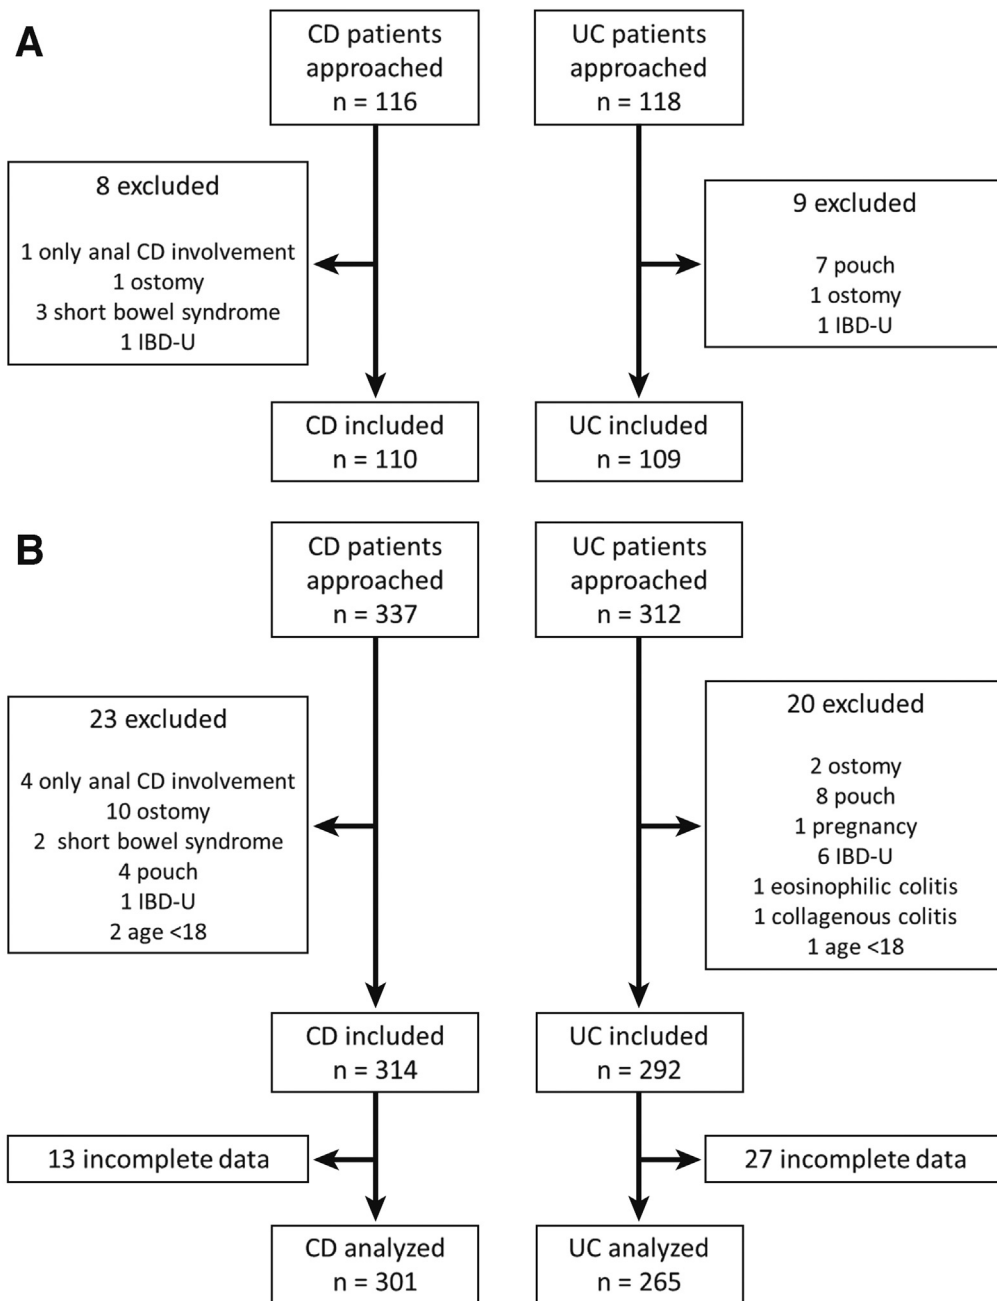 A
CD patients
approached
n = 116
UC patients
approached
n = 118
8 excluded
1 only anal CD involvement
1 ostomy
3 short bowel syndrome
1 IBD-U
9 excluded
7 pouch
1 ostomy
1 IBD-U
CD included
n = 110
UC included
n = 109
B
CD patients
approached
n = 337
UC patients
approached
n = 312
23 excluded
4 only anal CD involvement
10 ostomy
2 short bowel syndrome
4 pouch
1 IBD-U
2 age <18
20 excluded
2 ostomy
8 pouch
1 pregnancy
6 IBD-U
1 eosinophilic colitis
1 collagenous colitis
1 age <18
CD included
n = 314
UC included
n = 292
13 incomplete data
27 incomplete data
CD analyzed
n = 301
UC analyzed
n = 265